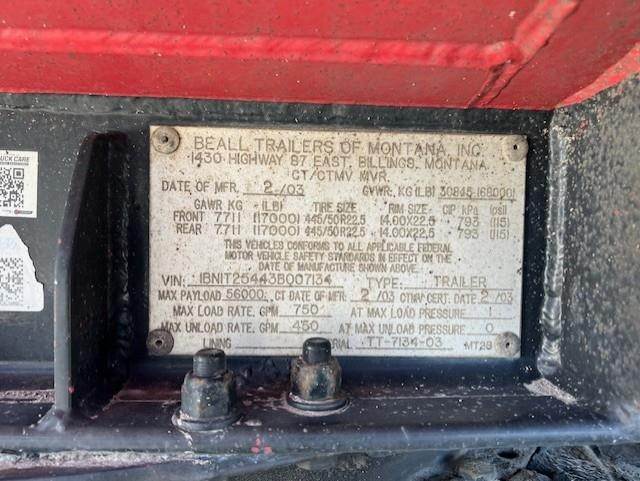 BEALL TRAILERS OF MONTANA, INC.
1430 HIGHWAY 87 EAST, BILLINGS, MONTANA.
CT/CTMV MVR.
DATE OF MFR. 2/03 GVWR: KG (LB) 30845 (68000)
GAWR KG (LB) TIRE SIZE RIM SIZE CIP kPa (psi)
FRONT 7711 (17000) 445/50R22.5 14.00X22.5 793 (115)
REAR 7711 (17000) 445/50R22.5 14.00X22.5 793 (115)
THIS VEHICLES CONFORMS TO ALL APPLICABLE FEDERAL
MOTOR VEHICLE SAFETY STANDARDS IN EFFECT ON THE
DATE OF MANUFACTURE SHOWN ABOVE
VIN: 1BN1T25443B007134 TYPE: TRAILER
MAX PAYLOAD 56000 CT DATE OF MFR: 2/03 CTMV CERT. DATE 2/03
MAX LOAD RATE, GPM 750 AT MAX LOAD PRESSURE 1
MAX UNLOAD RATE, GPM 450 AT MAX UNLOAD PRESSURE 0
LINING SERIAL TT-7134-03 MT29
UCK CARE